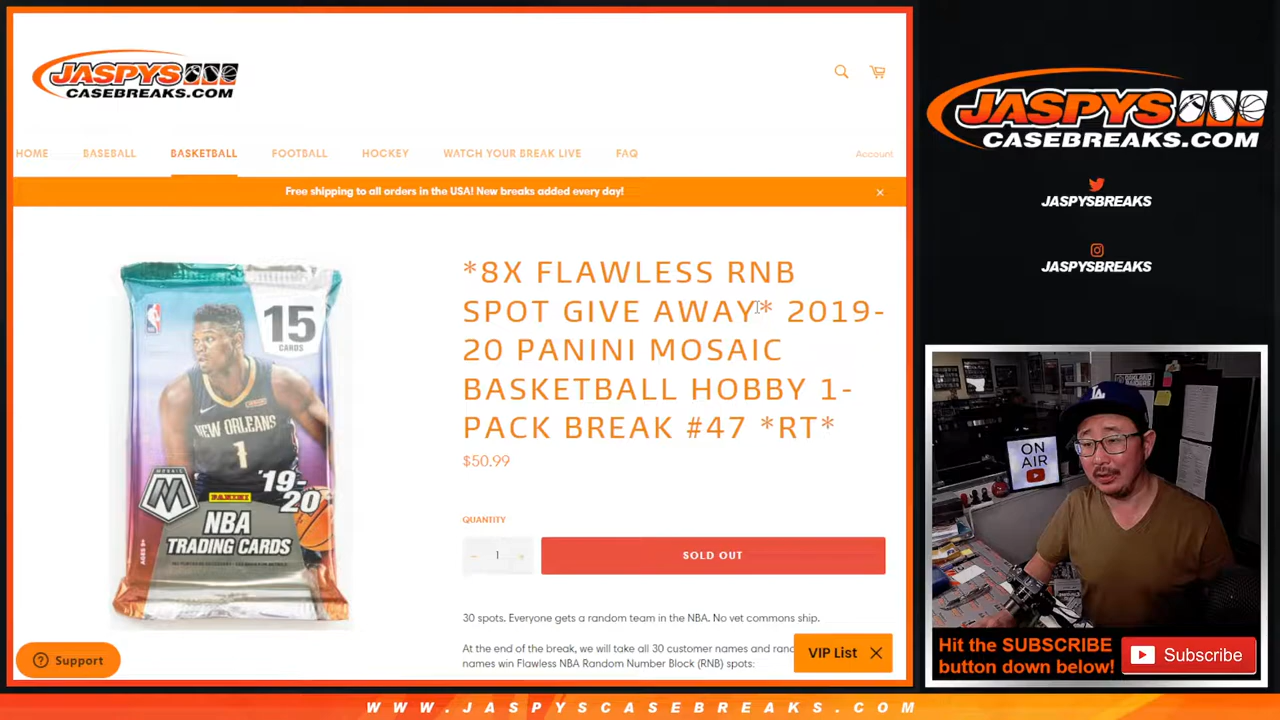 JASPYS
CASEBREAKS.COM
HOME BASEBALL BASKETBALL FOOTBALL HOCKEY WATCH YOUR BREAK LIVE FAQ Account
Free shipping to all orders in the USA! New breaks added every day! ×
15
CARDS
NEW ORLEANS
1
MOSAIC
M
PANINI
'19-
20
NBA
TRADING CARDS
*8X FLAWLESS RNB
SPOT GIVE AWAY* 2019-
20 PANINI MOSAIC
BASKETBALL HOBBY 1-
PACK BREAK #47 *RT*
$50.99
QUANTITY
− 1 +
SOLD OUT
30 spots. Everyone gets a random team in the NBA. No vet commons ship.
At the end of the break, we will take all 30 customer names and
names win Flawless NBA Random Number Block (RNB) spots:
Support
VIP List ×
JASPYS
CASEBREAKS.COM
JASPYSBREAKS
JASPYSBREAKS
ON
AIR
LA
Hit the SUBSCRIBE
button down below!
Subscribe
WWW.JASPYSCASEBREAKS.COM